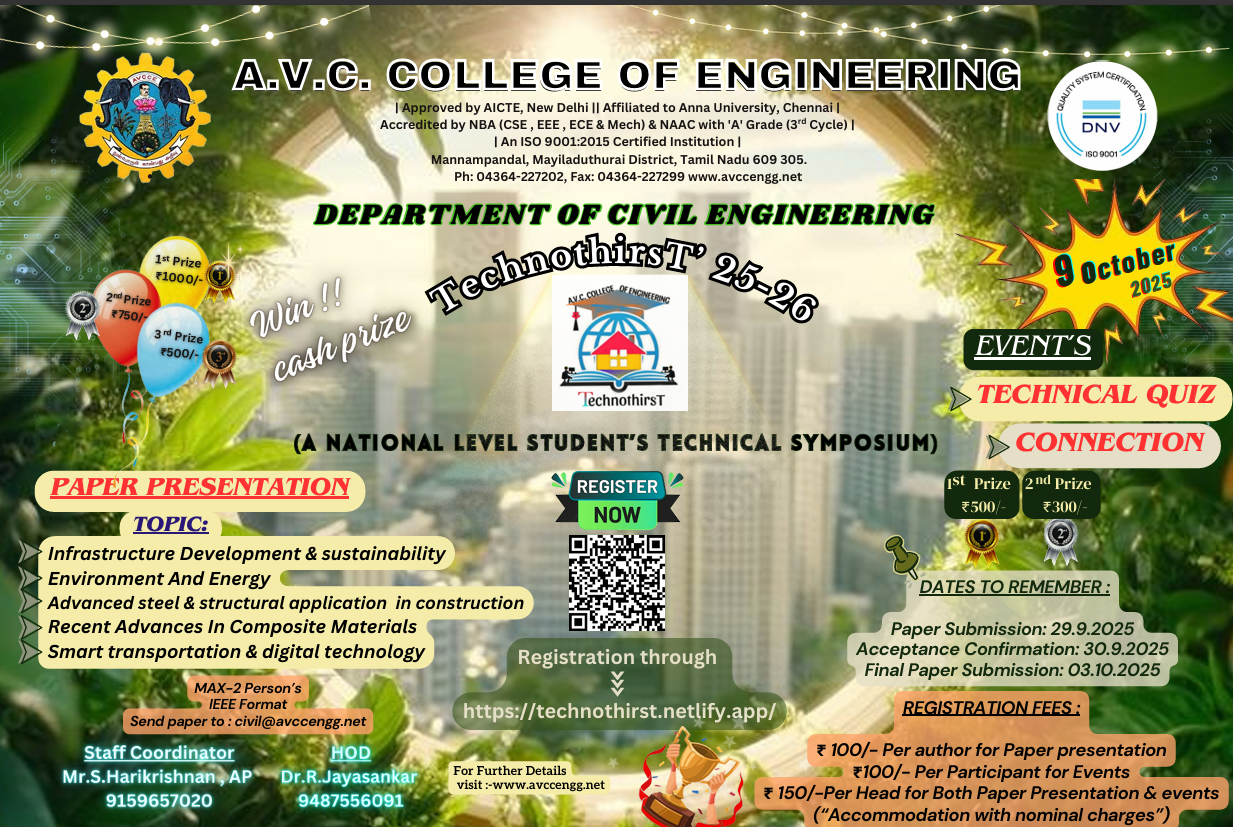 A.V.C. COLLEGE OF ENGINEERING
| Approved by AICTE, New Delhi || Affiliated to Anna University, Chennai |
Accredited by NBA (CSE , EEE , ECE & Mech) & NAAC with 'A' Grade (3rd Cycle) |
| An ISO 9001:2015 Certified Institution |
Mannampandal, Mayiladuthurai District, Tamil Nadu 609 305.
Ph: 04364-227202, Fax: 04364-227299 www.avccengg.net
AVCCE
QUALITY SYSTEM CERTIFICATION
DNV
ISO 9001
DEPARTMENT OF CIVIL ENGINEERING
TechnothirsT' 25-26
A.V.C. COLLEGE OF ENGINEERING
TechnothirsT
(A NATIONAL LEVEL STUDENT'S TECHNICAL SYMPOSIUM)
1st Prize
₹1000/-
1
2nd Prize
₹750/-
2
3rd Prize
₹500/-
3
Win !!
cash prize
9 October
2025
EVENT'S
TECHNICAL QUIZ
CONNECTION
1st Prize
₹500/-
2nd Prize
₹300/-
1
2
PAPER PRESENTATION
TOPIC:
Infrastructure Development & sustainability
Environment And Energy
Advanced steel & structural application in construction
Recent Advances In Composite Materials
Smart transportation & digital technology
MAX-2 Person's
IEEE Format
Send paper to : civil@avccengg.net
Staff Coordinator
Mr.S.Harikrishnan , AP
9159657020
HOD
Dr.R.Jayasankar
9487556091
REGISTER
NOW
Registration through
https://technothirst.netlify.app/
For Further Details
visit :-www.avccengg.net
DATES TO REMEMBER :
Paper Submission: 29.9.2025
Acceptance Confirmation: 30.9.2025
Final Paper Submission: 03.10.2025
REGISTRATION FEES :
₹ 100/- Per author for Paper presentation
₹100/- Per Participant for Events
₹ 150/-Per Head for Both Paper Presentation & events
("Accommodation with nominal charges")